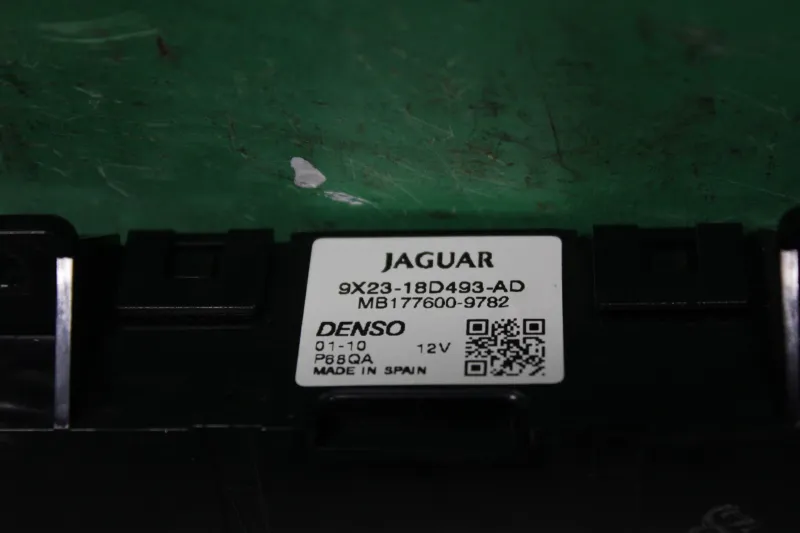 JAGUAR
9X23-18D493-AD
MB177600-9782
DENSO
01-10 12V
P68QA
MADE IN SPAIN